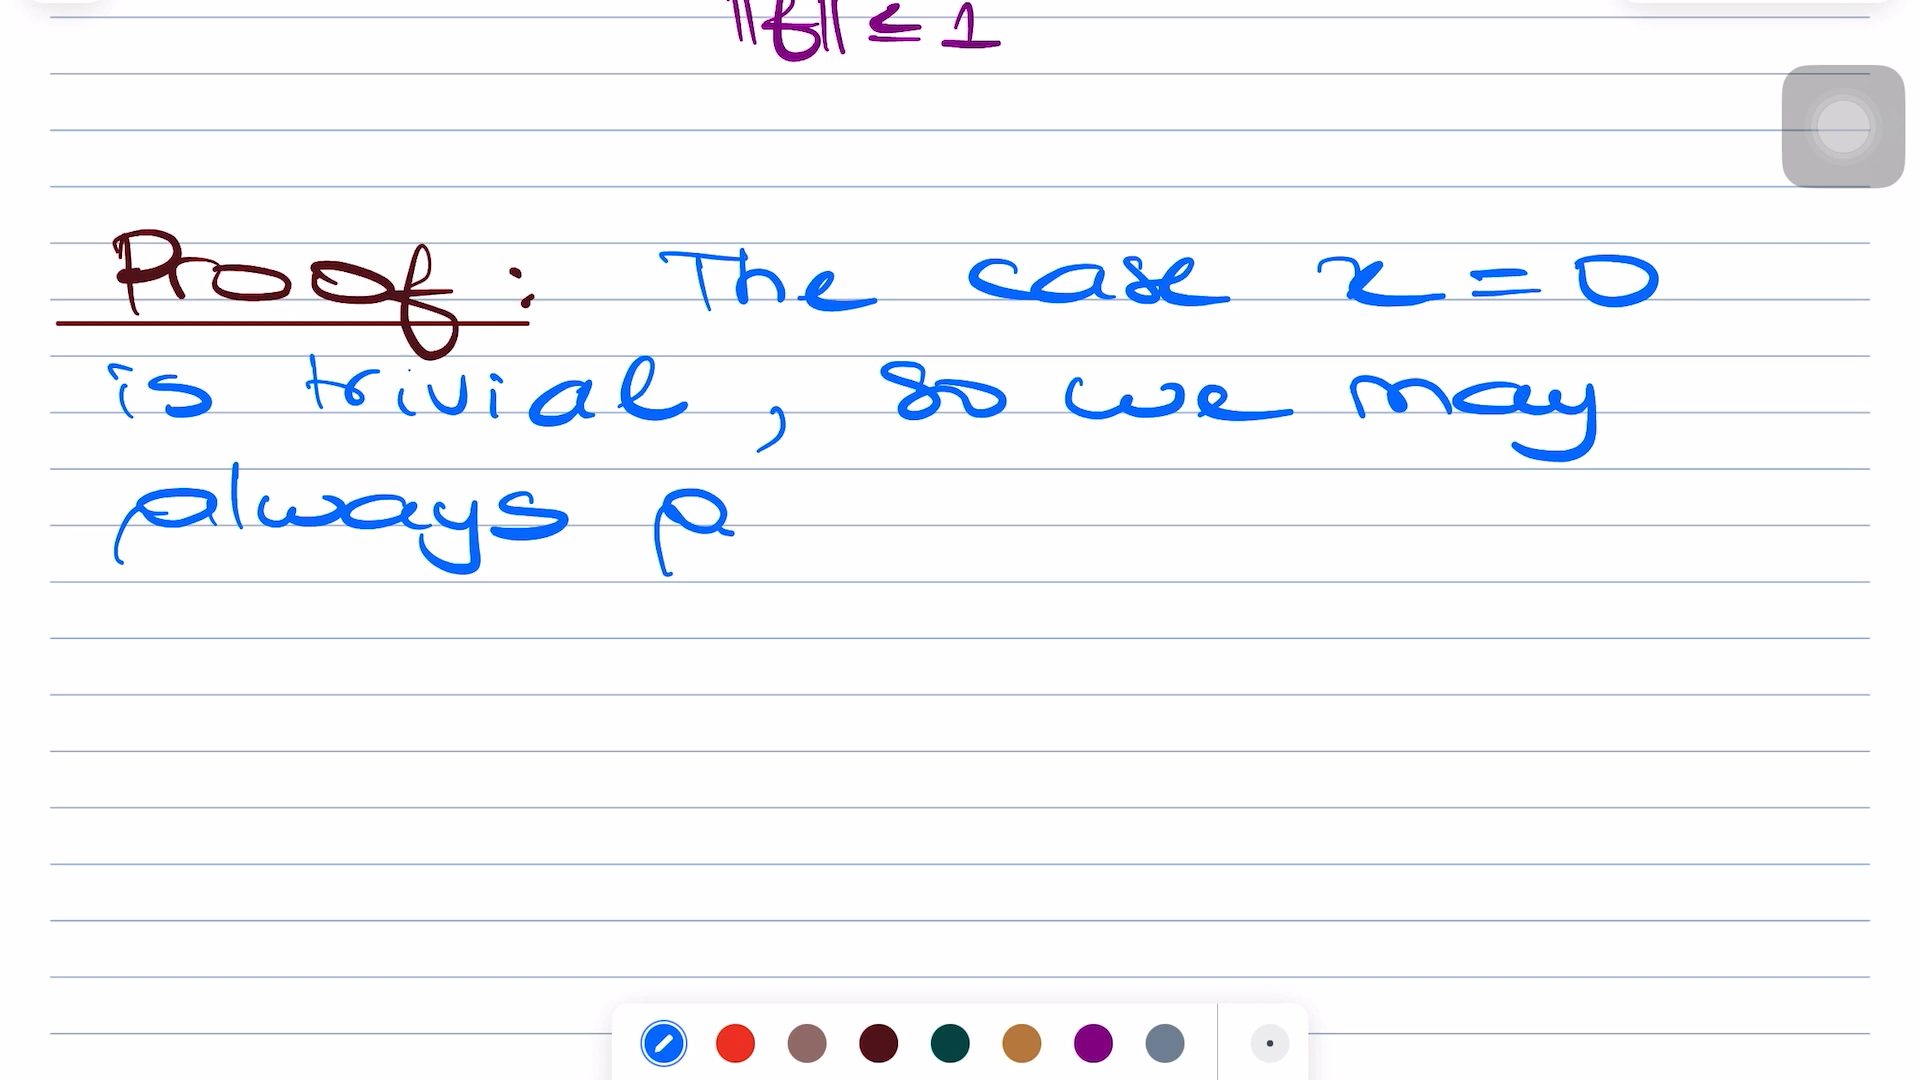 ||f|| ≤ 1
Proof : The case x = 0
is trivial, so we may
always a